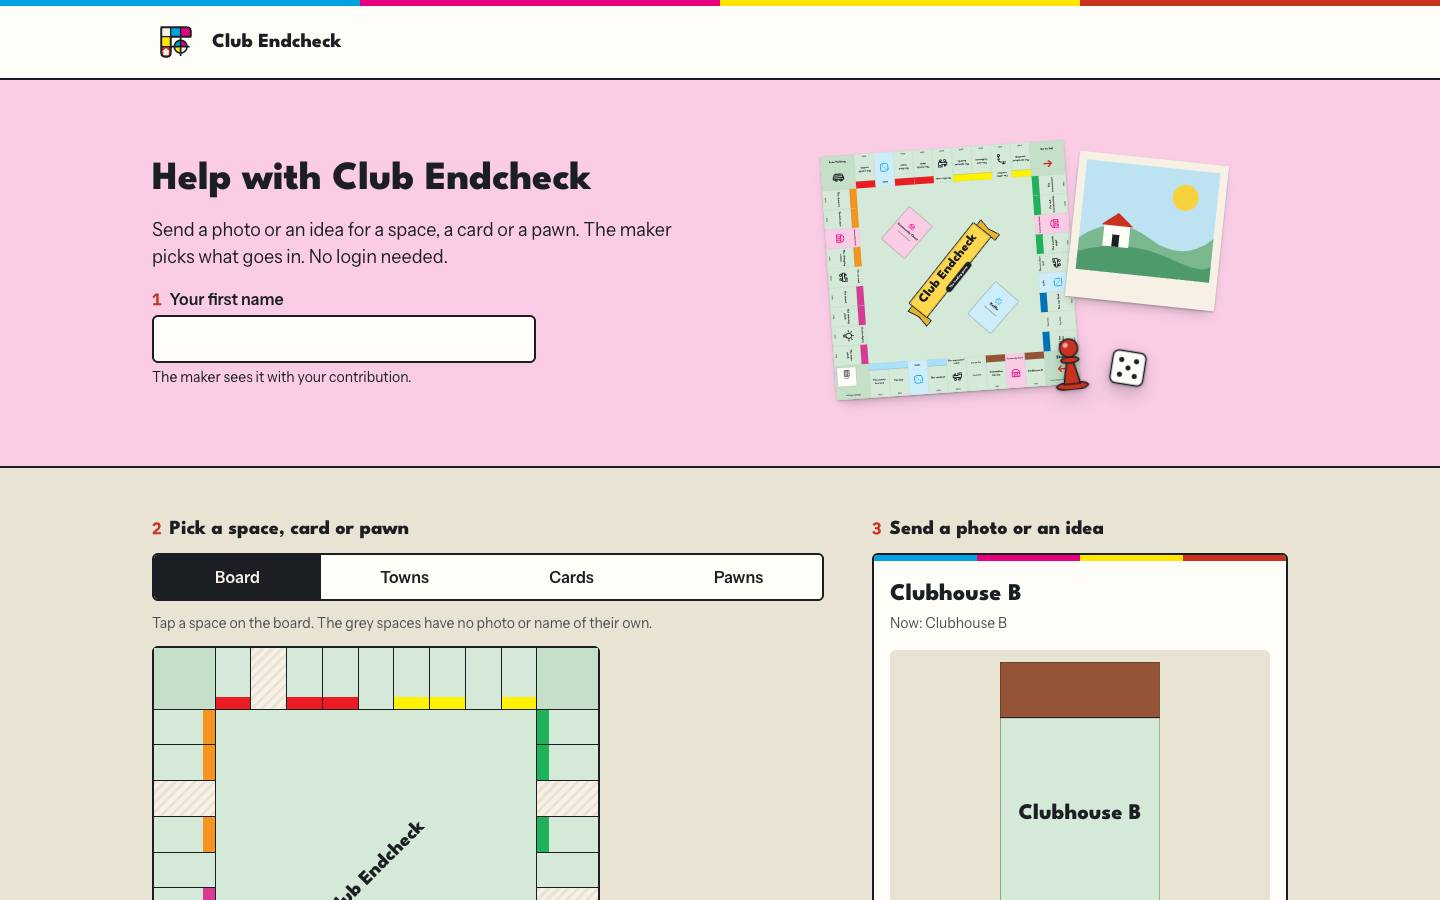 Club Endcheck
Help with Club Endcheck
Send a photo or an idea for a space, a card or a pawn. The maker
picks what goes in. No login needed.
1 Your first name
The maker sees it with your contribution.
Club Endcheck
2 Pick a space, card or pawn
Board
Towns
Cards
Pawns
Tap a space on the board. The grey spaces have no photo or name of their own.
ub Endcheck
3 Send a photo or an idea
Clubhouse B
Now: Clubhouse B
Clubhouse B